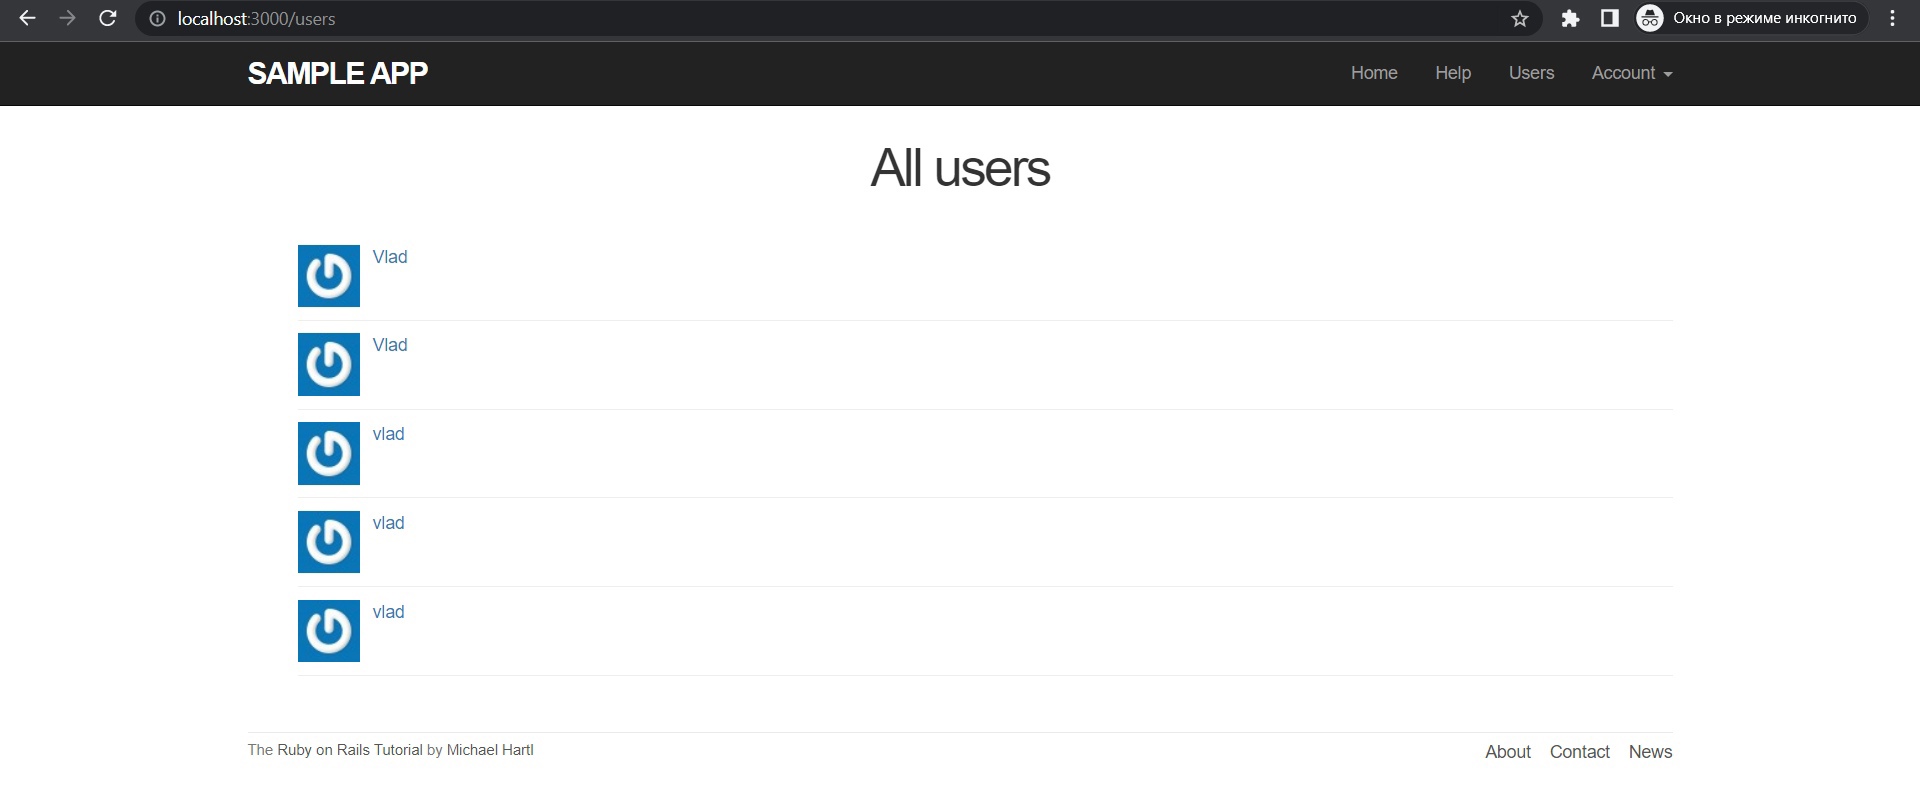 localhost:3000/users
Окно в режиме инкогнито
SAMPLE APP
Home Help Users Account
All users
Vlad
Vlad
vlad
vlad
vlad
The Ruby on Rails Tutorial by Michael Hartl
About Contact News